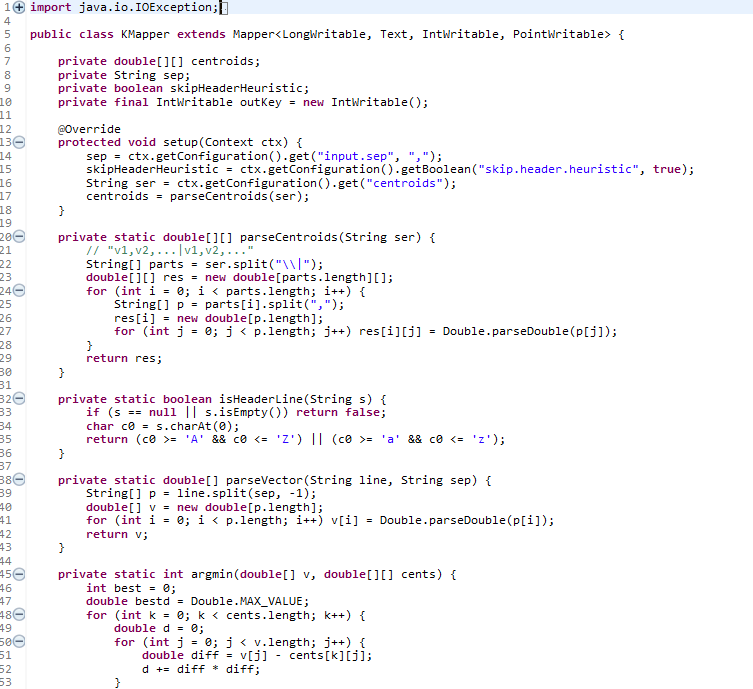 1 import java.io.IOException;
4
5 public class KMapper extends Mapper<LongWritable, Text, IntWritable, PointWritable> {
6
7     private double[][] centroids;
8     private String sep;
9     private boolean skipHeaderHeuristic;
10     private final IntWritable outKey = new IntWritable();
11
12     @Override
13     protected void setup(Context ctx) {
14         sep = ctx.getConfiguration().get("input.sep", ",");
15         skipHeaderHeuristic = ctx.getConfiguration().getBoolean("skip.header.heuristic", true);
16         String ser = ctx.getConfiguration().get("centroids");
17         centroids = parseCentroids(ser);
18     }
19
20     private static double[][] parseCentroids(String ser) {
21         // "v1,v2,...|v1,v2,..."
22         String[] parts = ser.split("\\|");
23         double[][] res = new double[parts.length][];
24         for (int i = 0; i < parts.length; i++) {
25             String[] p = parts[i].split(",");
26             res[i] = new double[p.length];
27             for (int j = 0; j < p.length; j++) res[i][j] = Double.parseDouble(p[j]);
28         }
29         return res;
30     }
31
32     private static boolean isHeaderLine(String s) {
33         if (s == null || s.isEmpty()) return false;
34         char c0 = s.charAt(0);
35         return (c0 >= 'A' && c0 <= 'Z') || (c0 >= 'a' && c0 <= 'z');
36     }
37
38     private static double[] parseVector(String line, String sep) {
39         String[] p = line.split(sep, -1);
40         double[] v = new double[p.length];
41         for (int i = 0; i < p.length; i++) v[i] = Double.parseDouble(p[i]);
42         return v;
43     }
44
45     private static int argmin(double[] v, double[][] cents) {
46         int best = 0;
47         double bestd = Double.MAX_VALUE;
48         for (int k = 0; k < cents.length; k++) {
49             double d = 0;
50             for (int j = 0; j < v.length; j++) {
51                 double diff = v[j] - cents[k][j];
52                 d += diff * diff;
53             }